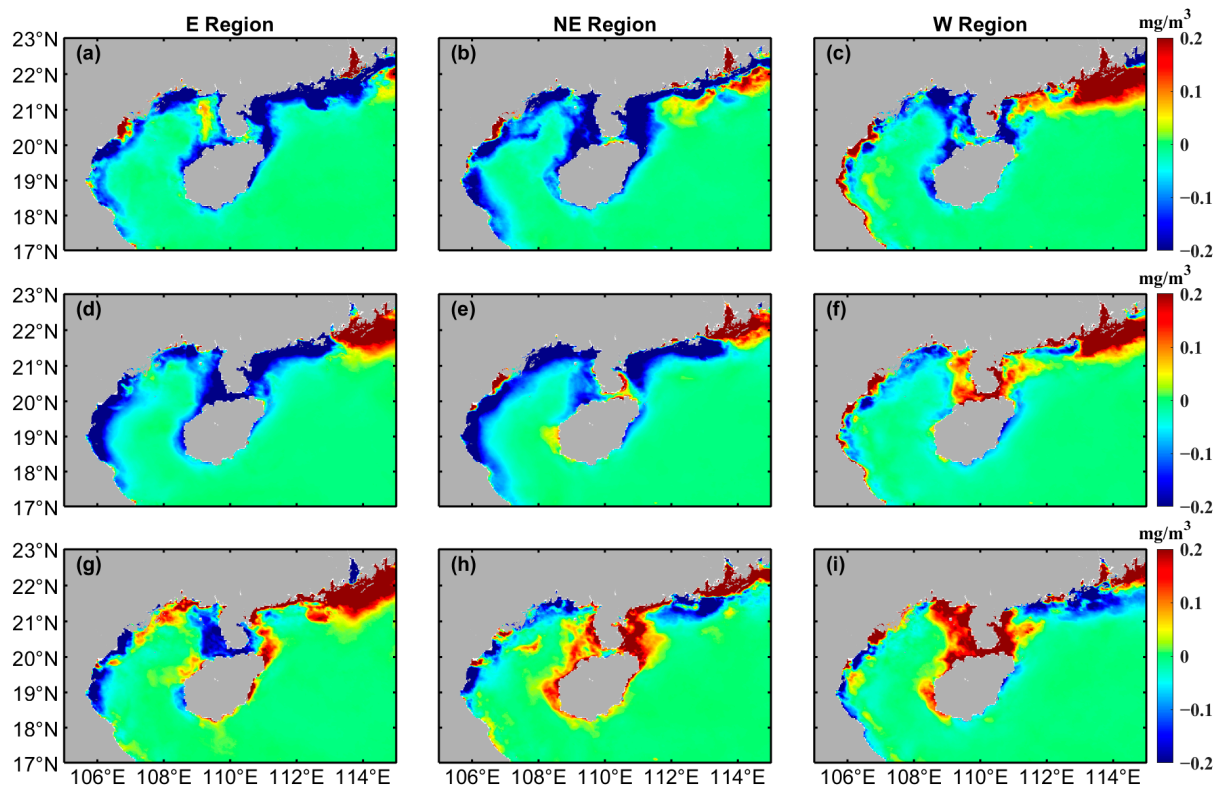 E Region NE Region W Region mg/m³
23°N (a) (b) (c) 0.2
22°N 0.1
21°N
20°N 0
19°N
18°N −0.1
17°N −0.2
mg/m³
23°N (d) (e) (f) 0.2
22°N 0.1
21°N
20°N 0
19°N
18°N −0.1
17°N −0.2
mg/m³
23°N (g) (h) (i) 0.2
22°N 0.1
21°N
20°N 0
19°N
18°N −0.1
17°N −0.2
106°E 108°E 110°E 112°E 114°E 106°E 108°E 110°E 112°E 114°E 106°E 108°E 110°E 112°E 114°E